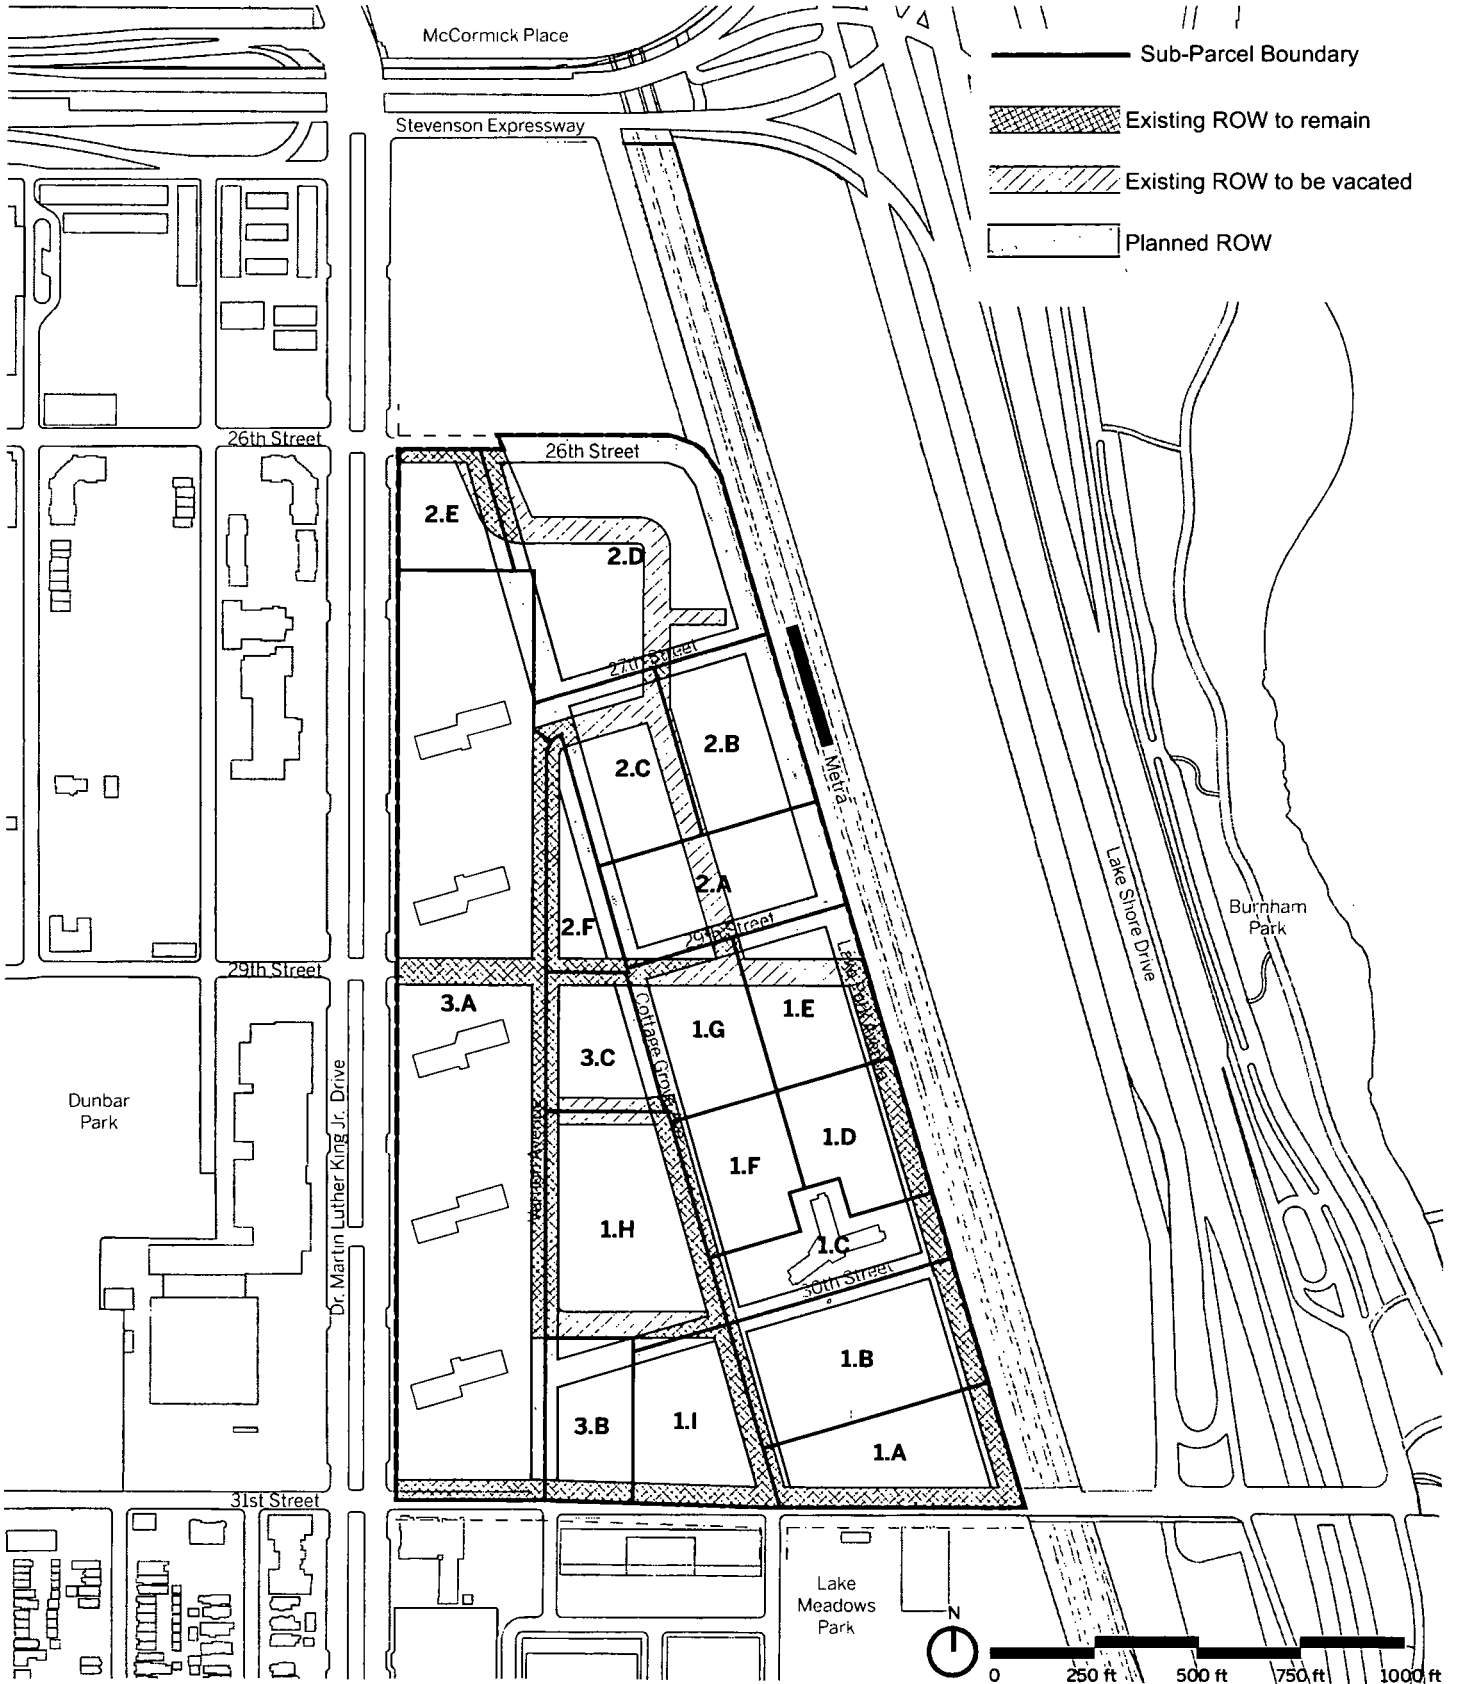 McCormick Place
Sub-Parcel Boundary
Stevenson Expressway
Existing ROW to remain
Existing ROW to be vacated
Planned ROW
26th Street
26th Street
2.E
2.D
27th Street
2.B
2.C
Metra
2.A
Lake Shore Drive
Burnham
Park
2.F
29th Street
29th Street
3.A
1.E
1.G
Lake Park Avenue
Cottage Grove
3.C
Dunbar
Park
Dr. Martin Luther King Jr. Drive
Vernon Avenue
1.D
1.F
1.H
1.C
30th Street
1.B
3.B
1.I
1.A
31st Street
Lake
Meadows
Park
N
0 250 ft 500 ft 750 ft 1000 ft